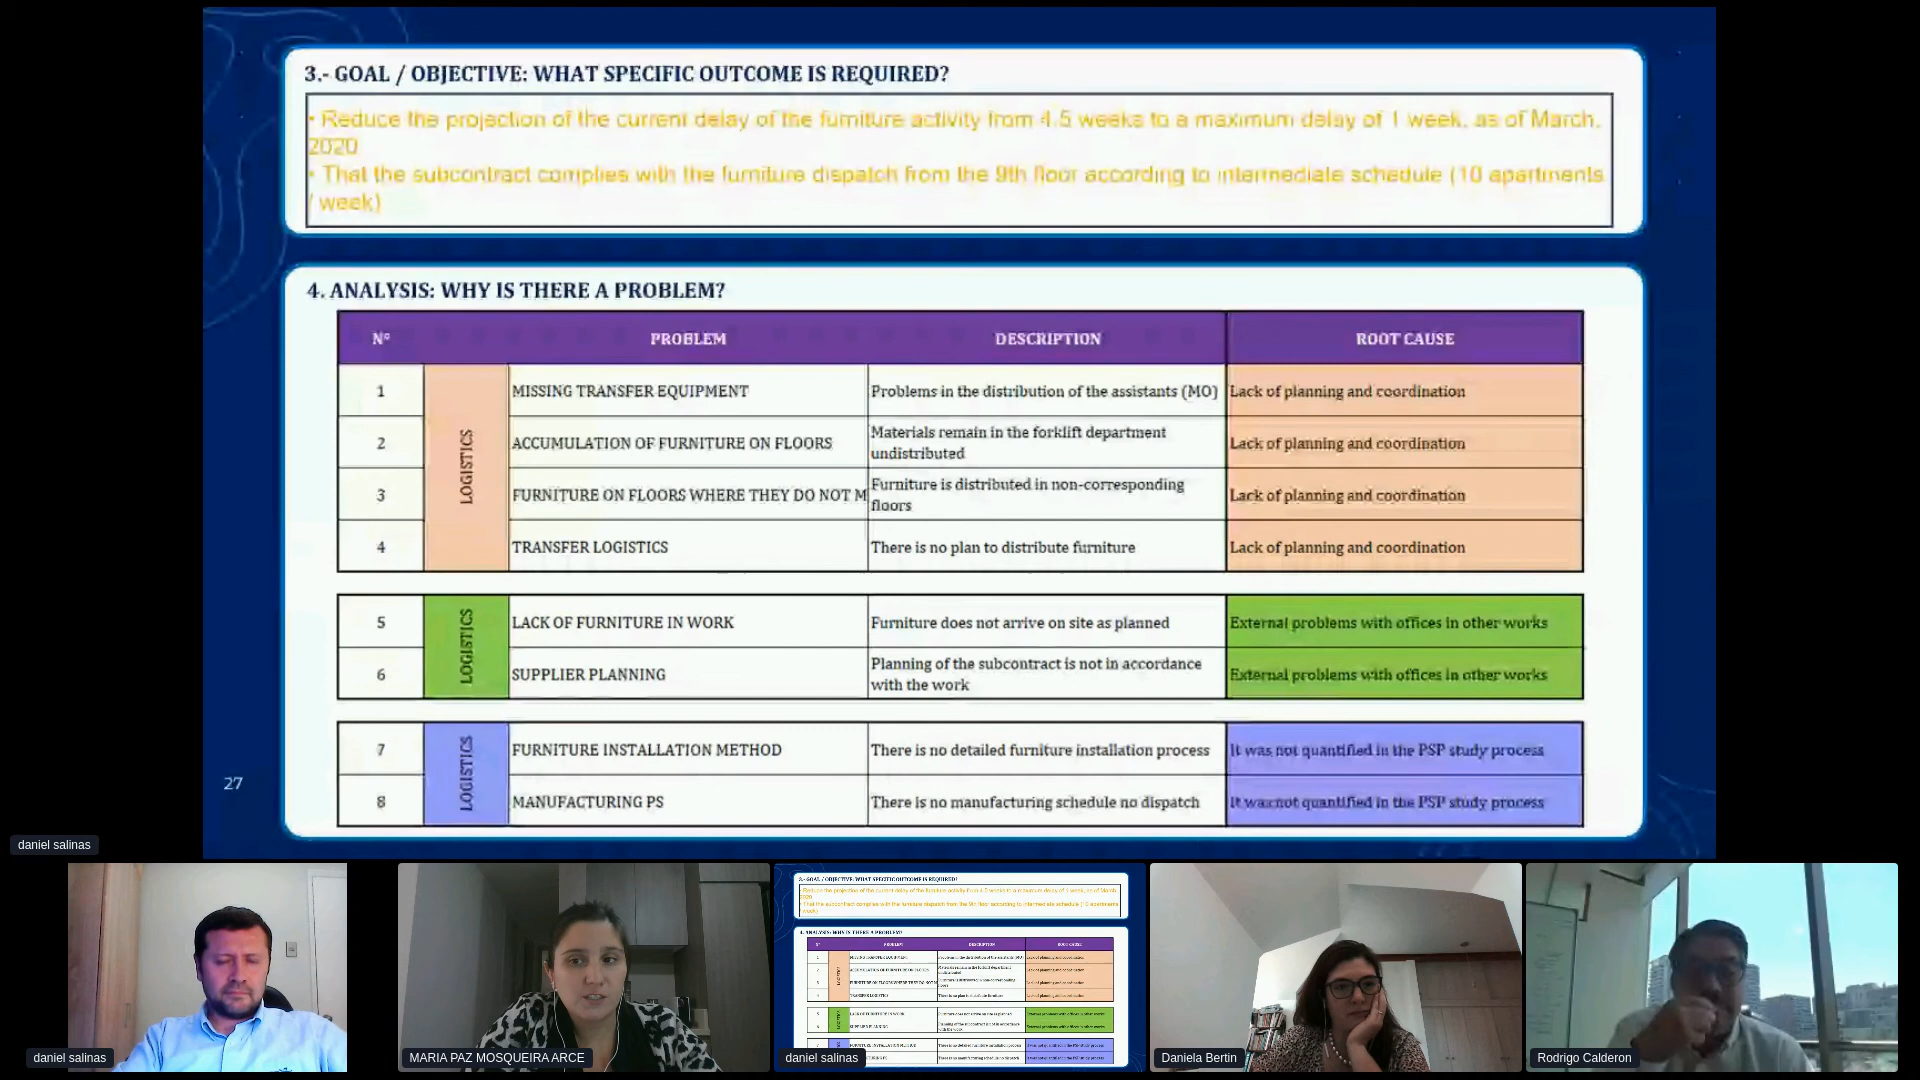 3.- GOAL / OBJECTIVE: WHAT SPECIFIC OUTCOME IS REQUIRED?
• Reduce the projection of the current delay of the furniture activity from 4.5 weeks to a maximum delay of 1 week, as of March,
2020
• That the subcontract complies with the furniture dispatch from the 9th floor according to intermediate schedule (10 apartments
/ week)
4. ANALYSIS: WHY IS THERE A PROBLEM?
N° PROBLEM DESCRIPTION ROOT CAUSE
LOGISTICS
1 MISSING TRANSFER EQUIPMENT Problems in the distribution of the assistants (MO) Lack of planning and coordination
2 ACCUMULATION OF FURNITURE ON FLOORS Materials remain in the forklift department
undistributed Lack of planning and coordination
3 FURNITURE ON FLOORS WHERE THEY DO NOT M Furniture is distributed in non-corresponding
floors Lack of planning and coordination
4 TRANSFER LOGISTICS There is no plan to distribute furniture Lack of planning and coordination
LOGISTICS
5 LACK OF FURNITURE IN WORK Furniture does not arrive on site as planned External problems with offices in other works
6 SUPPLIER PLANNING Planning of the subcontract is not in accordance
with the work External problems with offices in other works
LOGISTICS
7 FURNITURE INSTALLATION METHOD There is no detailed furniture installation process It was not quantified in the PSP study process
8 MANUFACTURING PS There is no manufacturing schedule no dispatch It was not quantified in the PSP study process
27
daniel salinas
daniel salinas
MARIA PAZ MOSQUEIRA ARCE
daniel salinas
Daniela Bertin
Rodrigo Calderon